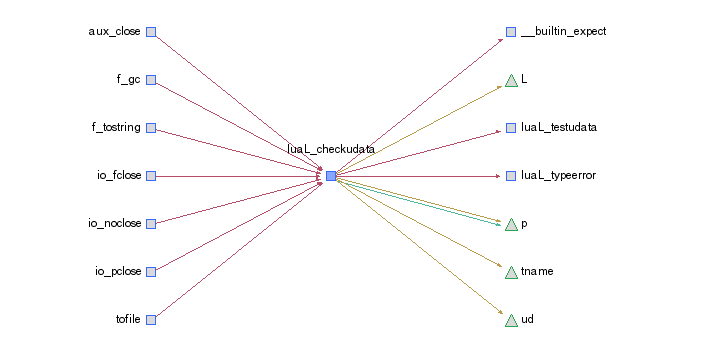 aux_close
f_gc
f_tostring
io_fclose
io_noclose
io_pclose
tofile
luaL_checkudata
__builtin_expect
L
luaL_testudata
luaL_typeerror
p
tname
ud